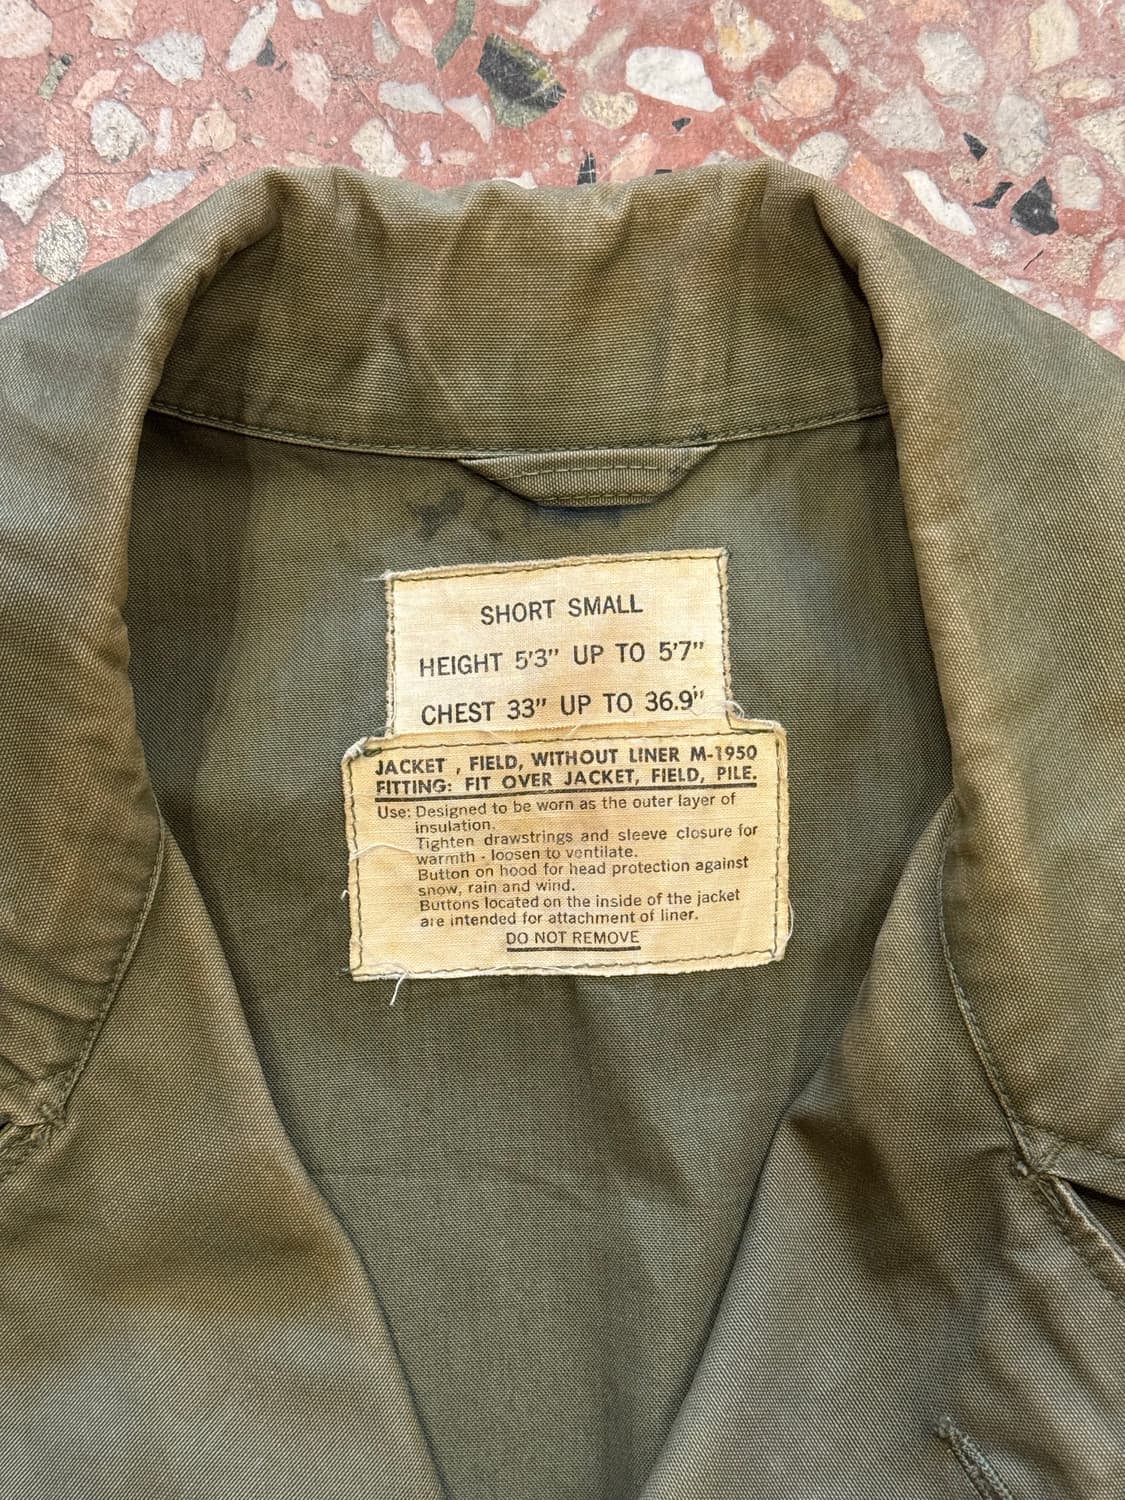 SHORT SMALL
HEIGHT 5'3" UP TO 5'7"
CHEST 33" UP TO 36.9"
JACKET , FIELD, WITHOUT LINER M-1950
FITTING: FIT OVER JACKET, FIELD, PILE.
Use: Designed to be worn as the outer layer of
insulation.
Tighten drawstrings and sleeve closure for
warmth - loosen to ventilate.
Button on hood for head protection against
snow, rain and wind.
Buttons located on the inside of the jacket
are intended for attachment of liner.
DO NOT REMOVE